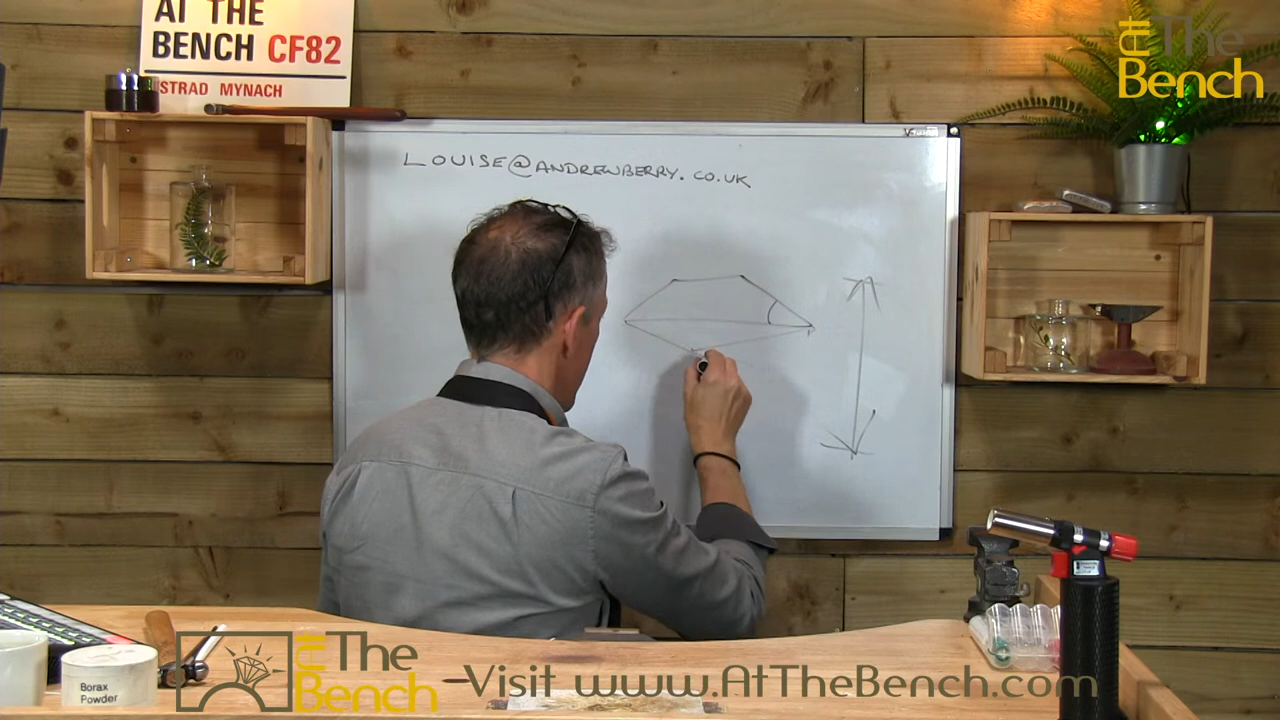 AT THE
BENCH CF82
YSTRAD MYNACH
At The
Bench
LOUISE@ANDREWBERRY.CO.UK
Borax
Powder
At The
Bench
Visit www.AtTheBench.com